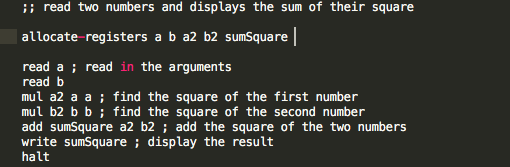 ;; read two numbers and displays the sum of their square
allocate-registers a b a2 b2 sumSquare
read a ; read in the arguments
read b
mul a2 a a ; find the square of the first number
mul b2 b b ; find the square of the second number
add sumSquare a2 b2 ; add the square of the two numbers
write sumSquare ; display the result
halt